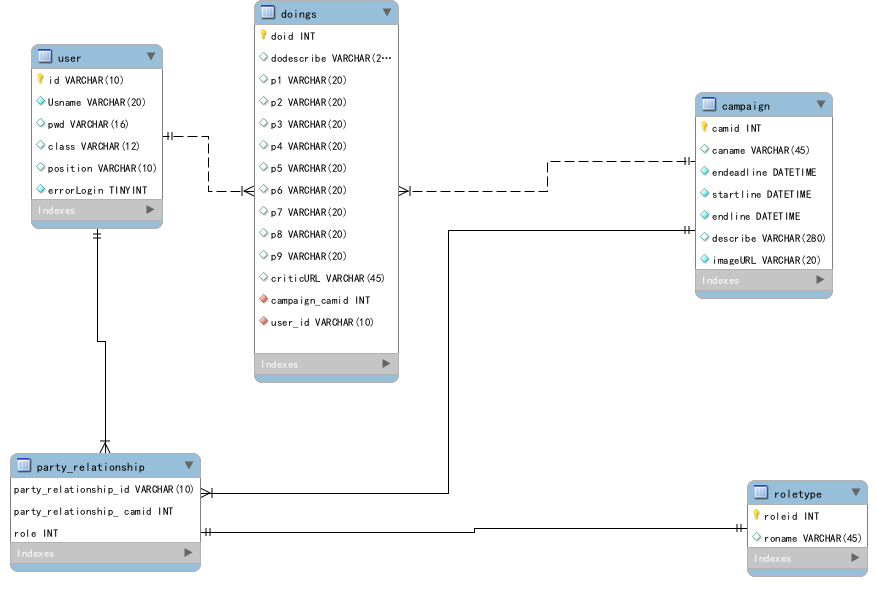 user
id VARCHAR(10)
Usname VARCHAR(20)
pwd VARCHAR(16)
class VARCHAR(12)
position VARCHAR(10)
errorLogin TINYINT
Indexes
doings
doid INT
dodescribe VARCHAR(2...
p1 VARCHAR(20)
p2 VARCHAR(20)
p3 VARCHAR(20)
p4 VARCHAR(20)
p5 VARCHAR(20)
p6 VARCHAR(20)
p7 VARCHAR(20)
p8 VARCHAR(20)
p9 VARCHAR(20)
criticURL VARCHAR(45)
campaign_camid INT
user_id VARCHAR(10)
Indexes
campaign
camid INT
caname VARCHAR(45)
endeadline DATETIME
startline DATETIME
endline DATETIME
describe VARCHAR(280)
imageURL VARCHAR(20)
Indexes
party_relationship
party_relationship_id VARCHAR(10)
party_relationship_ camid INT
role INT
Indexes
roletype
roleid INT
roname VARCHAR(45)
Indexes